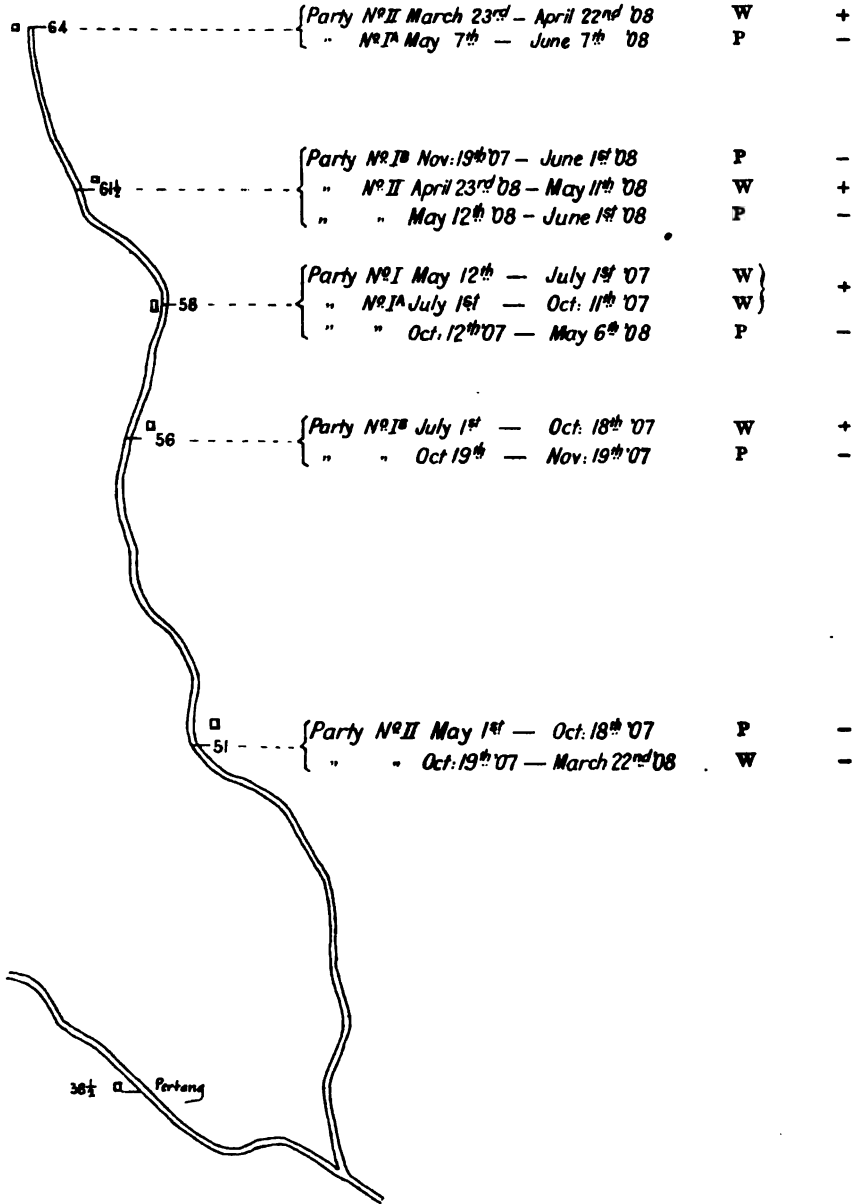 64 Party Nº II March 23rd – April 22nd '08 W +
" Nº IA May 7th – June 7th '08 P –
61½ Party Nº IB Nov: 19th '07 – June 1st '08 P –
" Nº II April 23rd '08 – May 11th '08 W +
" " May 12th '08 – June 1st '08 P –
58 Party Nº I May 12th – July 1st '07 W +
" Nº IA July 1st – Oct: 11th '07 W
" " Oct: 12th '07 – May 6th '08 P –
56 Party Nº IB July 1st – Oct: 18th '07 W +
" " Oct 19th – Nov: 19th '07 P –
51 Party Nº II May 1st – Oct: 18th '07 P –
" " Oct: 19th '07 – March 22nd '08 W –
38½ Pertang